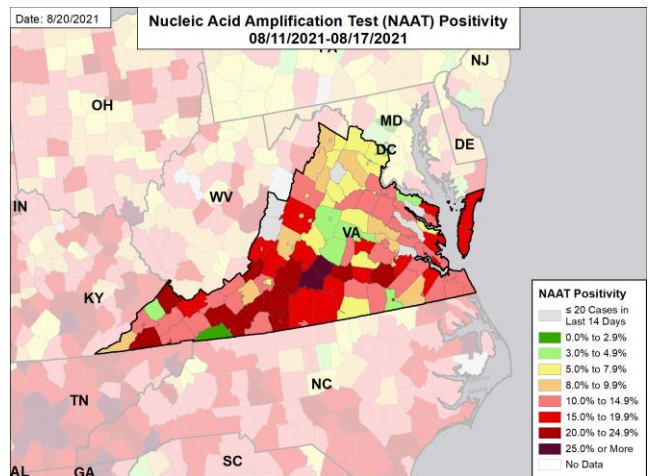 Date: 8/20/2021
Nucleic Acid Amplification Test (NAAT) Positivity
08/11/2021-08/17/2021
PA
NJ
OH
MD
DC
DE
IN
WV
VA
KY
NC
TN
SC
AL
GA
NAAT Positivity
≤ 20 Cases in
Last 14 Days
0.0% to 2.9%
3.0% to 4.9%
5.0% to 7.9%
8.0% to 9.9%
10.0% to 14.9%
15.0% to 19.9%
20.0% to 24.9%
25.0% or More
No Data